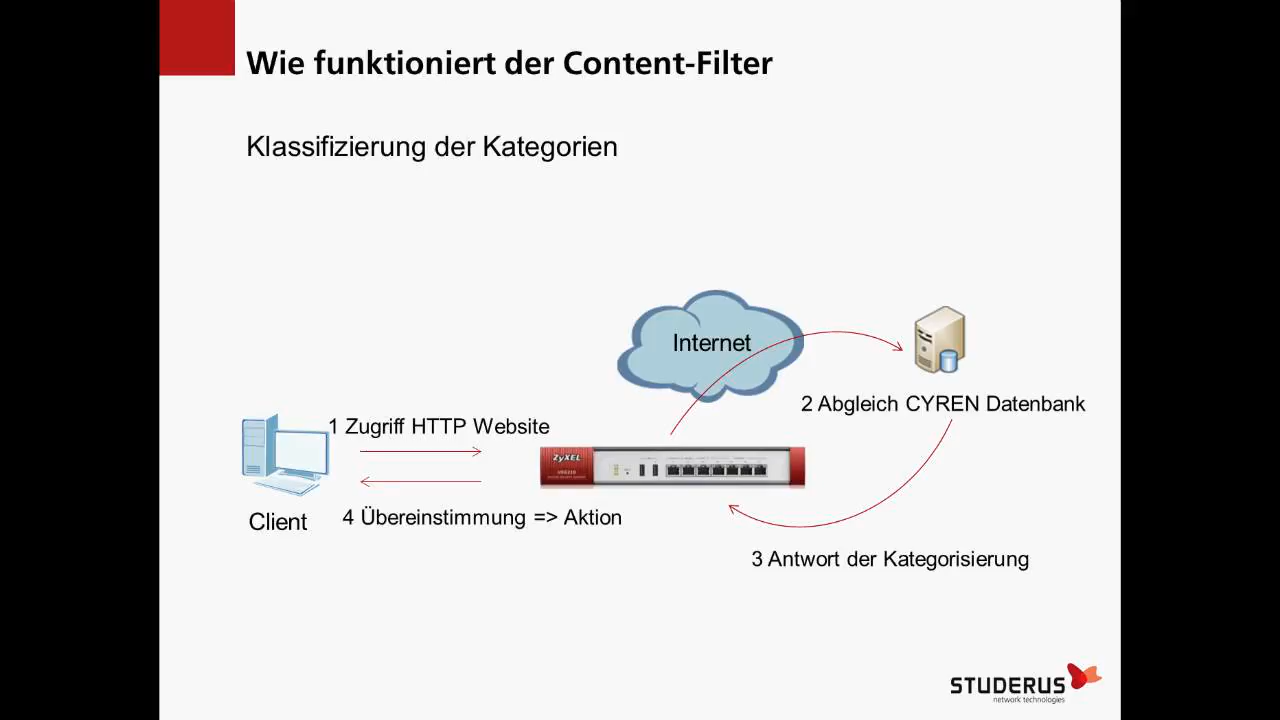 Wie funktioniert der Content-Filter
Klassifizierung der Kategorien
Internet
2 Abgleich CYREN Datenbank
1 Zugriff HTTP Website
ZyXEL
Client
4 Übereinstimmung => Aktion
3 Antwort der Kategorisierung
STUDERUS
network technologies